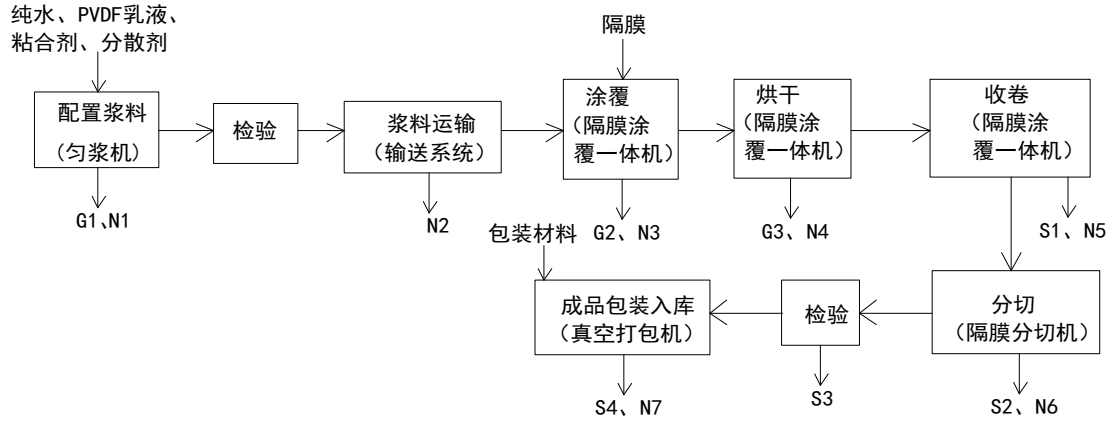 纯水、PVDF乳液、
粘合剂、分散剂
配置浆料
(匀浆机)
G1、N1
检验
浆料运输
(输送系统)
N2
隔膜
涂覆
(隔膜涂
覆一体机)
G2、N3
烘干
(隔膜涂
覆一体机)
G3、N4
收卷
(隔膜涂
覆一体机)
S1、N5
分切
(隔膜分切机)
S2、N6
检验
S3
包装材料
成品包装入库
(真空打包机)
S4、N7